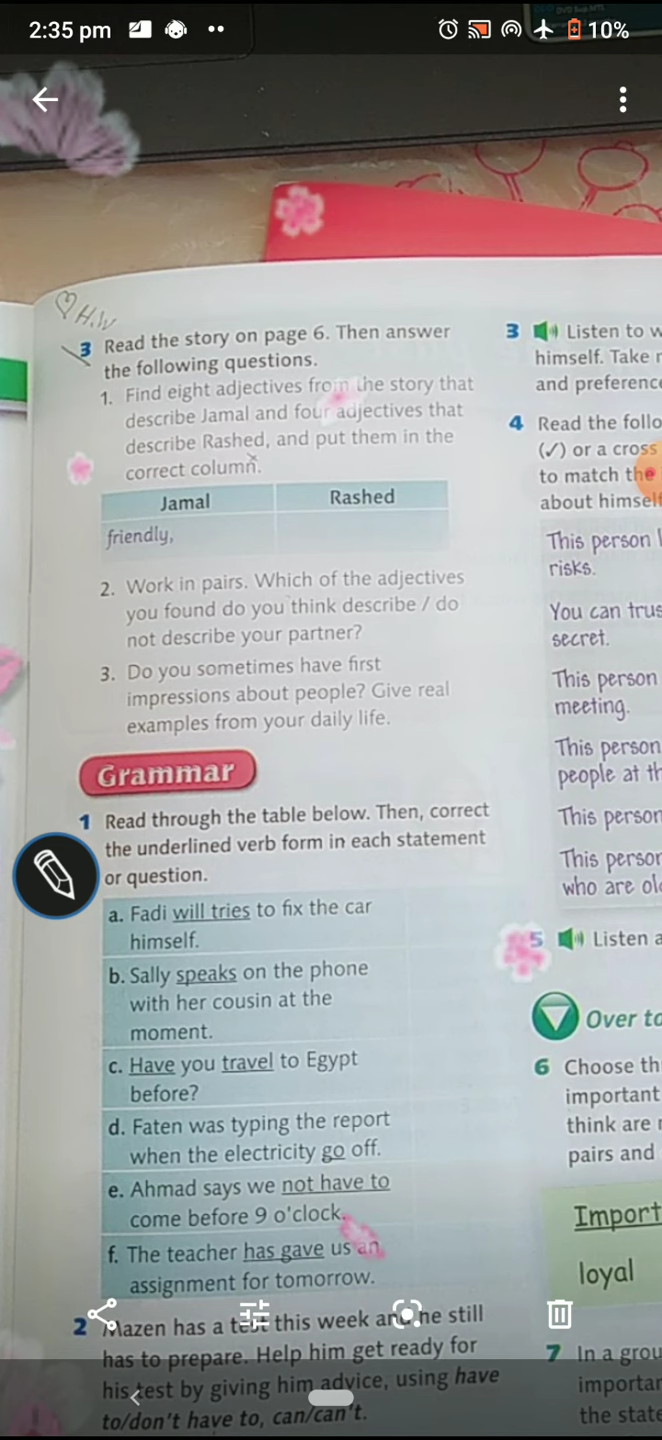 2:35 pm
10%
H.W
3 Read the story on page 6. Then answer
the following questions.
1. Find eight adjectives from the story that
describe Jamal and four adjectives that
describe Rashed, and put them in the
correct column.
Jamal Rashed
friendly,
2. Work in pairs. Which of the adjectives
you found do you think describe / do
not describe your partner?
3. Do you sometimes have first
impressions about people? Give real
examples from your daily life.
Grammar
1 Read through the table below. Then, correct
the underlined verb form in each statement
or question.
a. Fadi will tries to fix the car
himself.
b. Sally speaks on the phone
with her cousin at the
moment.
c. Have you travel to Egypt
before?
d. Faten was typing the report
when the electricity go off.
e. Ahmad says we not have to
come before 9 o'clock.
f. The teacher has gave us an
assignment for tomorrow.
2 Mazen has a test this week and he still
has to prepare. Help him get ready for
his test by giving him advice, using have
to/don't have to, can/can't.
3 Listen to
himself. Take
and preference
4 Read the follo
(✓) or a cross
to match the
about himself
This person
risks.
You can trus
secret.
This person
meeting.
This person
people at th
This person
This person
who are old
5 Listen a
Over to
6 Choose th
important
think are
pairs and
Import
loyal
7 In a grou
importan
the state